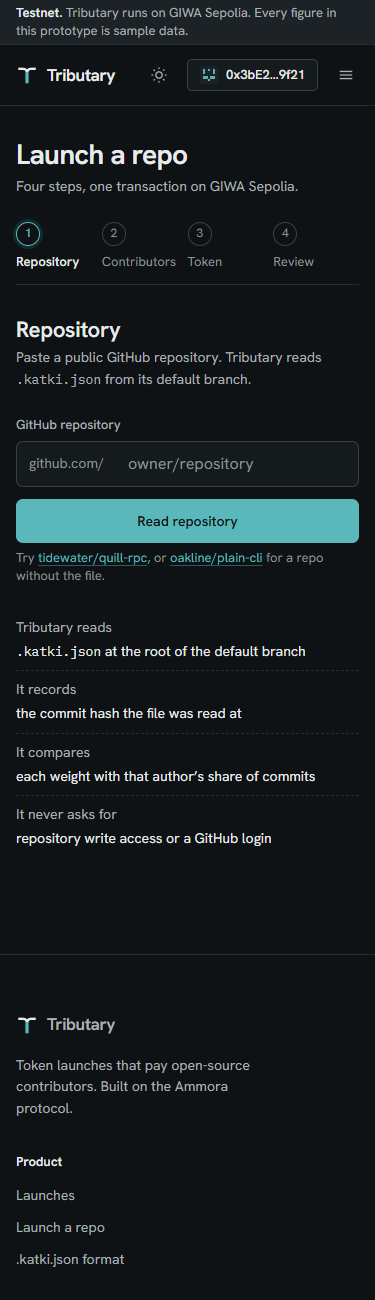 Testnet. Tributary runs on GIWA Sepolia. Every figure in
this prototype is sample data.
Tributary
0x3bE2…9f21
Launch a repo
Four steps, one transaction on GIWA Sepolia.
1
2
3
4
Repository
Contributors
Token
Review
Repository
Paste a public GitHub repository. Tributary reads
.katki.json from its default branch.
GitHub repository
github.com/ owner/repository
Read repository
Try tidewater/quill-rpc, or oakline/plain-cli for a repo
without the file.
Tributary reads
.katki.json at the root of the default branch
It records
the commit hash the file was read at
It compares
each weight with that author’s share of commits
It never asks for
repository write access or a GitHub login
Tributary
Token launches that pay open-source
contributors. Built on the Ammora
protocol.
Product
Launches
Launch a repo
.katki.json format